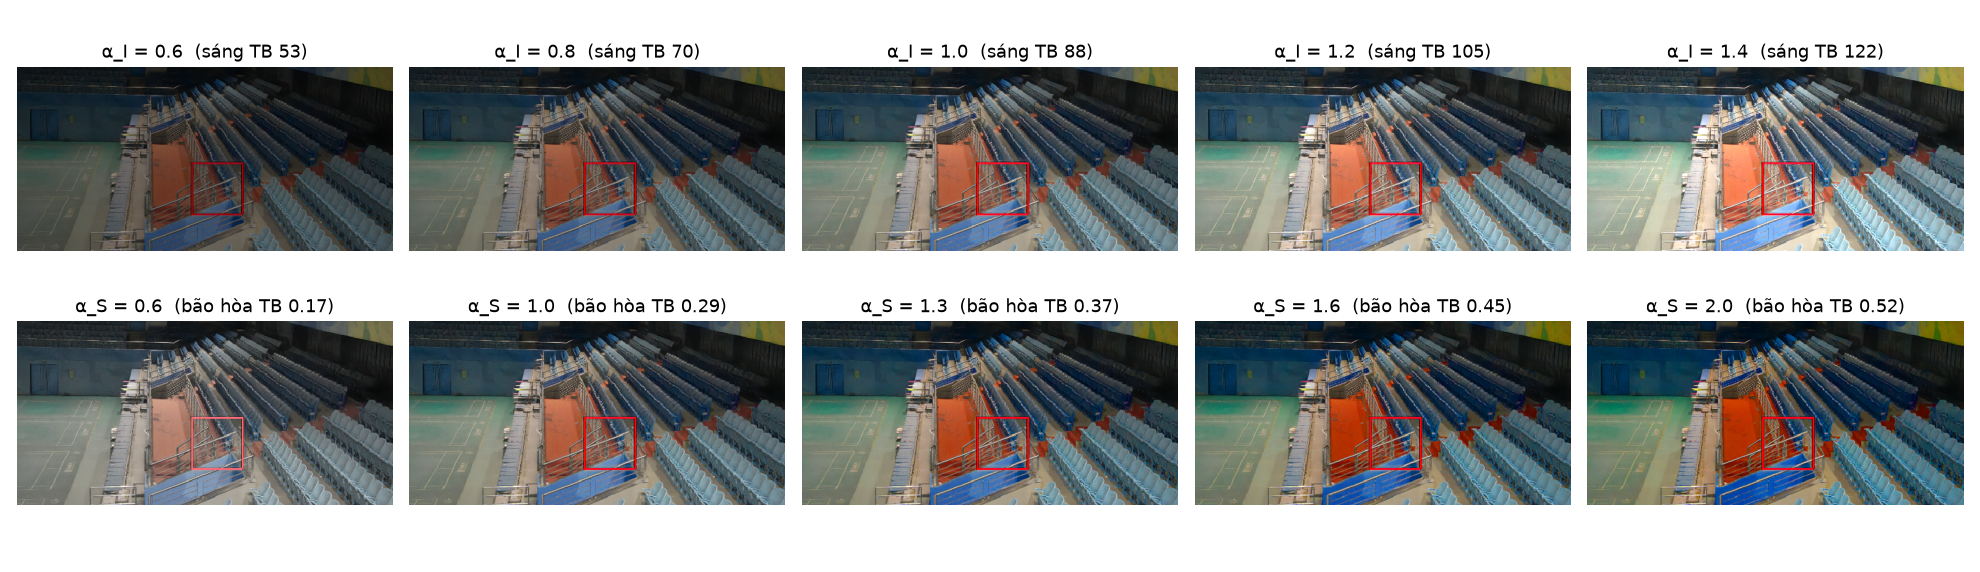 α_I = 0.6  (sáng TB 53)
α_I = 0.8  (sáng TB 70)
α_I = 1.0  (sáng TB 88)
α_I = 1.2  (sáng TB 105)
α_I = 1.4  (sáng TB 122)
α_S = 0.6  (bão hòa TB 0.17)
α_S = 1.0  (bão hòa TB 0.29)
α_S = 1.3  (bão hòa TB 0.37)
α_S = 1.6  (bão hòa TB 0.45)
α_S = 2.0  (bão hòa TB 0.52)